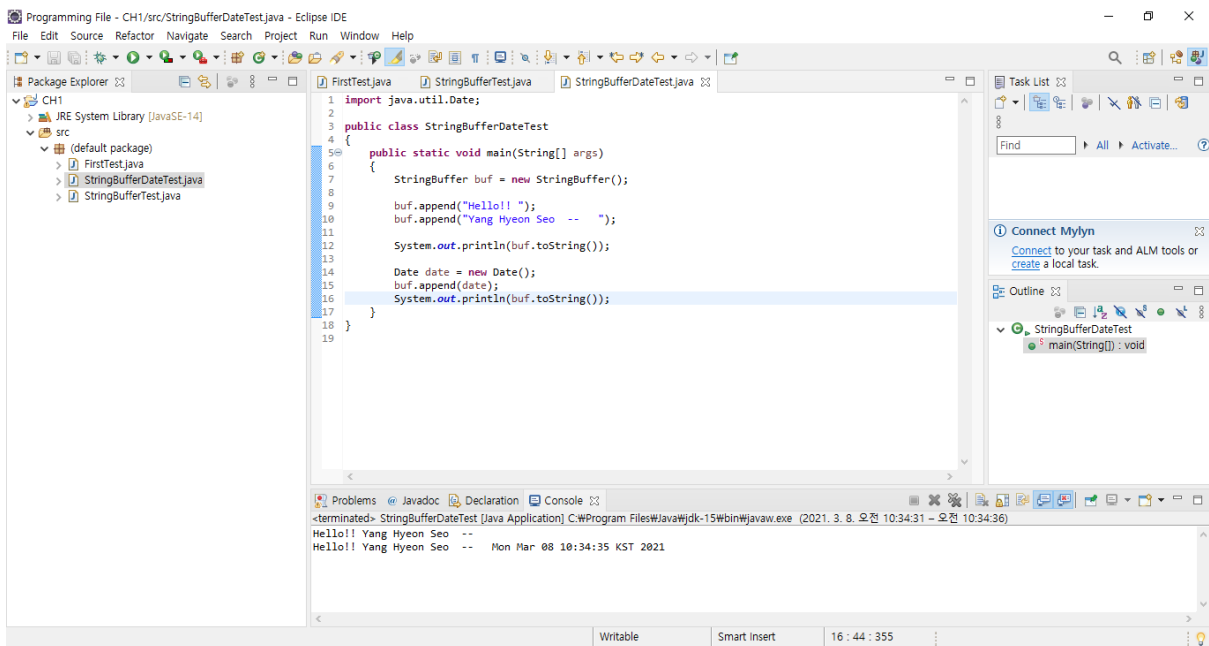 Programming File - CH1/src/StringBufferDateTest.java - Eclipse IDE
File Edit Source Refactor Navigate Search Project Run Window Help
Package Explorer
FirstTest.java StringBufferTest.java StringBufferDateTest.java
Task List
CH1
JRE System Library [JavaSE-14]
src
(default package)
FirstTest.java
StringBufferDateTest.java
StringBufferTest.java
1 import java.util.Date;
2
3 public class StringBufferDateTest
4 {
5 public static void main(String[] args)
6 {
7 StringBuffer buf = new StringBuffer();
8
9 buf.append("Hello!! ");
10 buf.append("Yang Hyeon Seo  --   ");
11
12 System.out.println(buf.toString());
13
14 Date date = new Date();
15 buf.append(date);
16 System.out.println(buf.toString());
17 }
18 }
19
Find All Activate...
Connect Mylyn
Connect to your task and ALM tools or
create a local task.
Outline
StringBufferDateTest
main(String[]) : void
Problems @ Javadoc Declaration Console
<terminated> StringBufferDateTest [Java Application] C:₩Program Files₩Java₩jdk-15₩bin₩javaw.exe (2021. 3. 8. 오전 10:34:31 – 오전 10:34:36)
Hello!! Yang Hyeon Seo  --
Hello!! Yang Hyeon Seo  --   Mon Mar 08 10:34:35 KST 2021
Writable Smart Insert 16 : 44 : 355